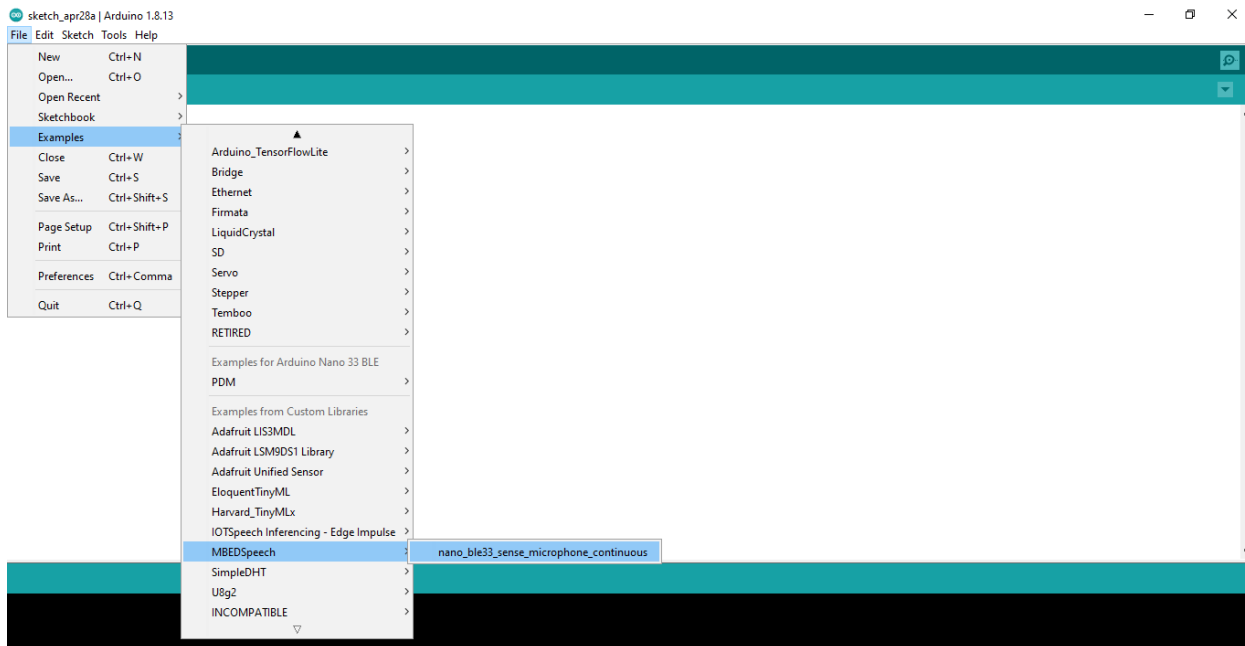 sketch_apr28a | Arduino 1.8.13
File Edit Sketch Tools Help
New Ctrl+N
Open... Ctrl+O
Open Recent
Sketchbook
Examples
Close Ctrl+W
Save Ctrl+S
Save As... Ctrl+Shift+S
Page Setup Ctrl+Shift+P
Print Ctrl+P
Preferences Ctrl+Comma
Quit Ctrl+Q
Arduino_TensorFlowLite
Bridge
Ethernet
Firmata
LiquidCrystal
SD
Servo
Stepper
Temboo
RETIRED
Examples for Arduino Nano 33 BLE
PDM
Examples from Custom Libraries
Adafruit LIS3MDL
Adafruit LSM9DS1 Library
Adafruit Unified Sensor
EloquentTinyML
Harvard_TinyMLx
IOTSpeech Inferencing - Edge Impulse
MBEDSpeech
nano_ble33_sense_microphone_continuous
SimpleDHT
U8g2
INCOMPATIBLE